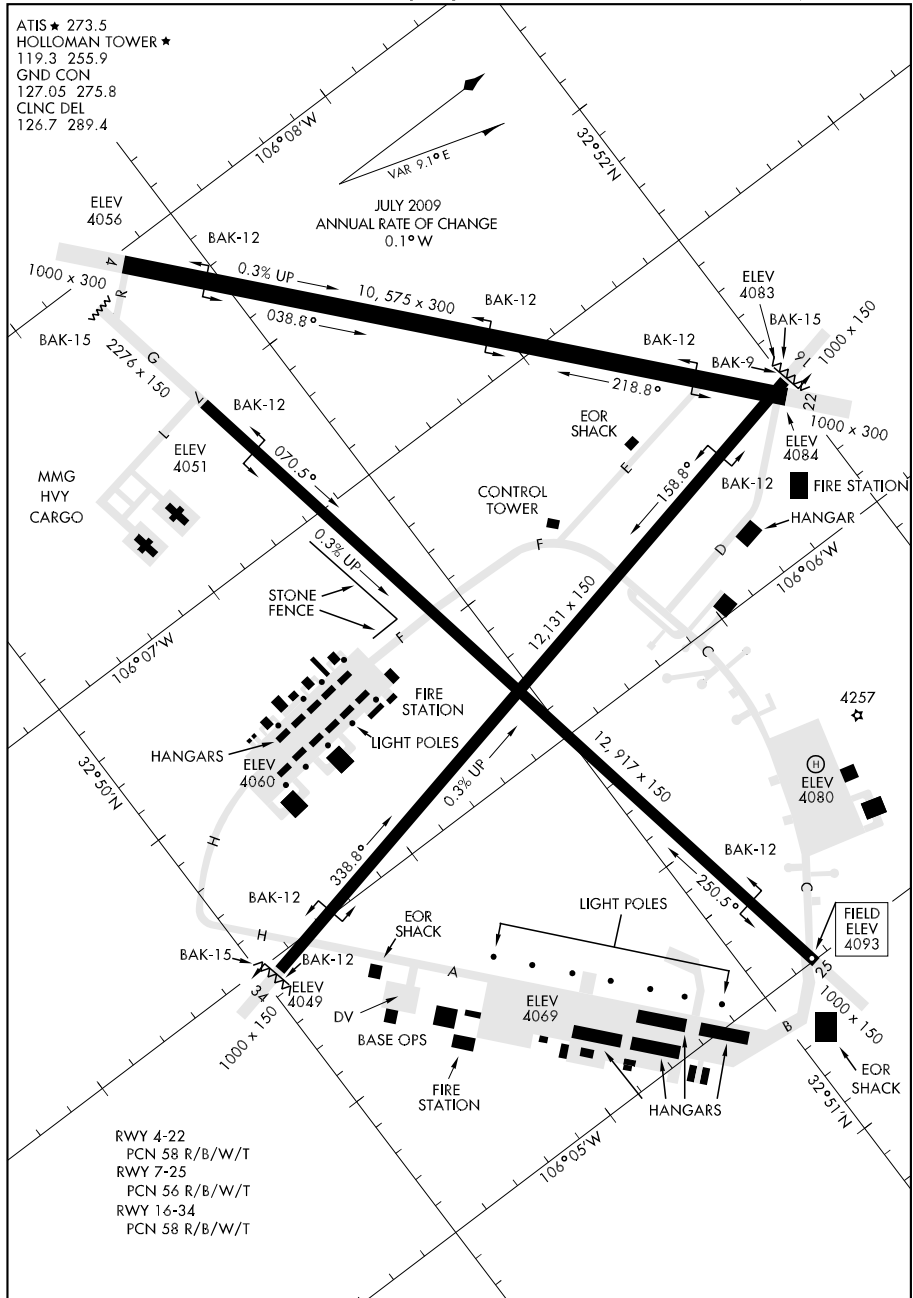 ATIS ★ 273.5
HOLLOMAN TOWER ★
119.3 255.9
GND CON
127.05 275.8
CLNC DEL
126.7 289.4
106°08'W
32°52'N
VAR 9.1° E
JULY 2009
ANNUAL RATE OF CHANGE
0.1° W
ELEV
4056
BAK-12
4
1000 x 300
R
0.3% UP
10, 575 x 300
038.8°
BAK-12
BAK-12
218.8°
ELEV
4083
BAK-15
BAK-9
16
1000 x 150
22
1000 x 300
ELEV
4084
BAK-15
G
2276 x 150
7
L
BAK-12
ELEV
4051
070.5°
EOR
SHACK
E
158.8°
BAK-12
FIRE STATION
HANGAR
MMG
HVY
CARGO
CONTROL
TOWER
F
D
0.3% UP
STONE
FENCE
F
12,131 x 150
106°06'W
C
106°07'W
FIRE
STATION
LIGHT POLES
HANGARS
ELEV
4060
4257
H
ELEV
4080
32°50'N
0.3% UP
12, 917 x 150
H
338.8°
BAK-12
250.5°
C
BAK-12
LIGHT POLES
FIELD
ELEV
4093
H
EOR
SHACK
BAK-15
BAK-12
34
ELEV
4049
1000 x 150
A
DV
BASE OPS
ELEV
4069
25
1000 x 150
B
FIRE
STATION
HANGARS
EOR
SHACK
32°51'N
106°05'W
RWY 4-22
PCN 58 R/B/W/T
RWY 7-25
PCN 56 R/B/W/T
RWY 16-34
PCN 58 R/B/W/T